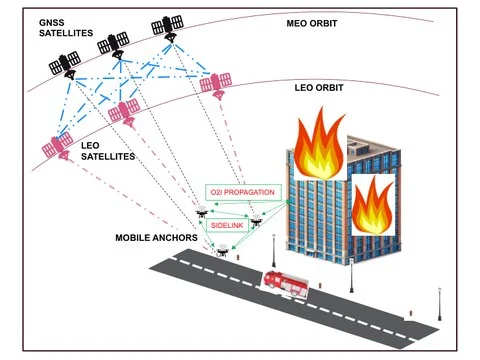 GNSS
SATELLITES
MEO ORBIT
LEO ORBIT
LEO
SATELLITES
O2I PROPAGATION
SIDELINK
MOBILE ANCHORS